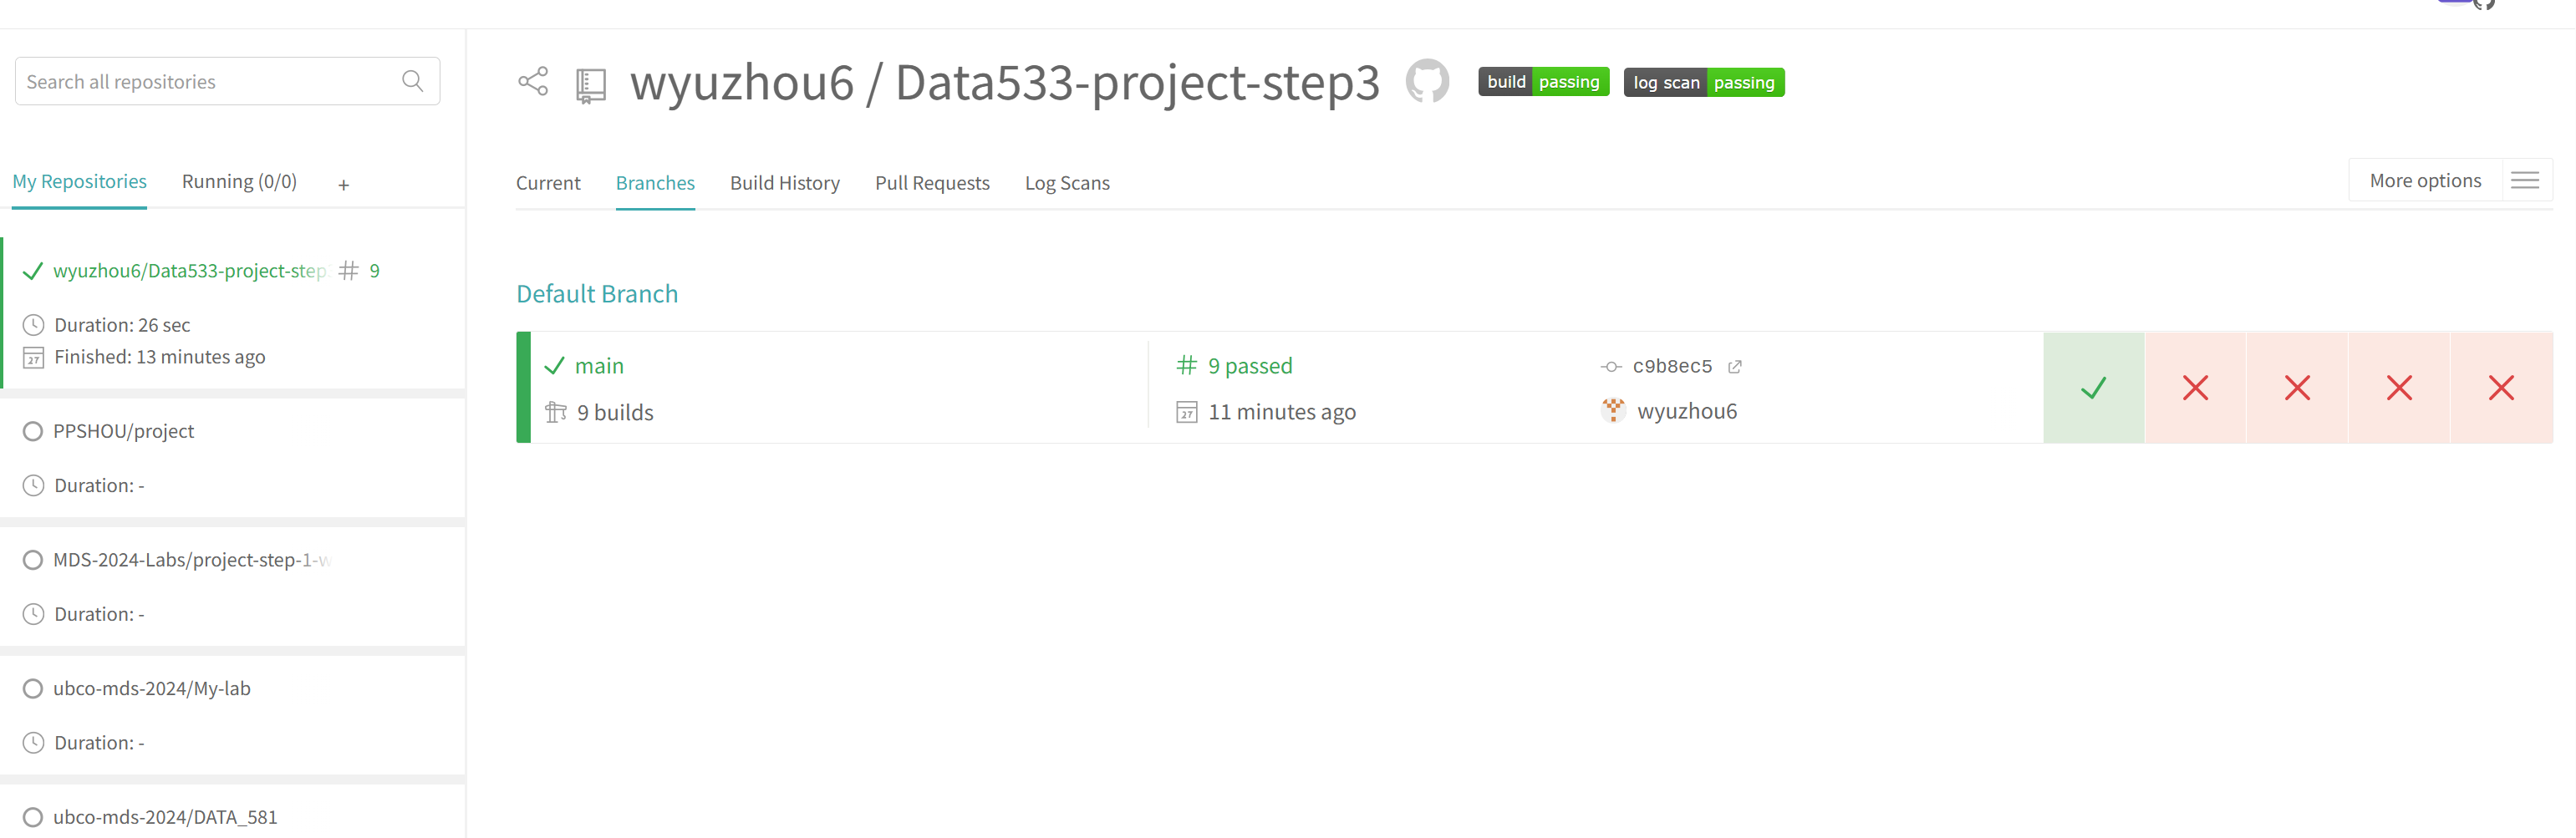 Search all repositories
My Repositories
Running (0/0)
+
wyuzhou6/Data533-project-step
# 9
Duration: 26 sec
27 Finished: 13 minutes ago
PPSHOU/project
Duration: -
MDS-2024-Labs/project-step-1-w
Duration: -
ubco-mds-2024/My-lab
Duration: -
ubco-mds-2024/DATA_581
wyuzhou6 / Data533-project-step3
build passing
log scan passing
Current
Branches
Build History
Pull Requests
Log Scans
More options
Default Branch
main
9 builds
# 9 passed
27 11 minutes ago
c9b8ec5
wyuzhou6